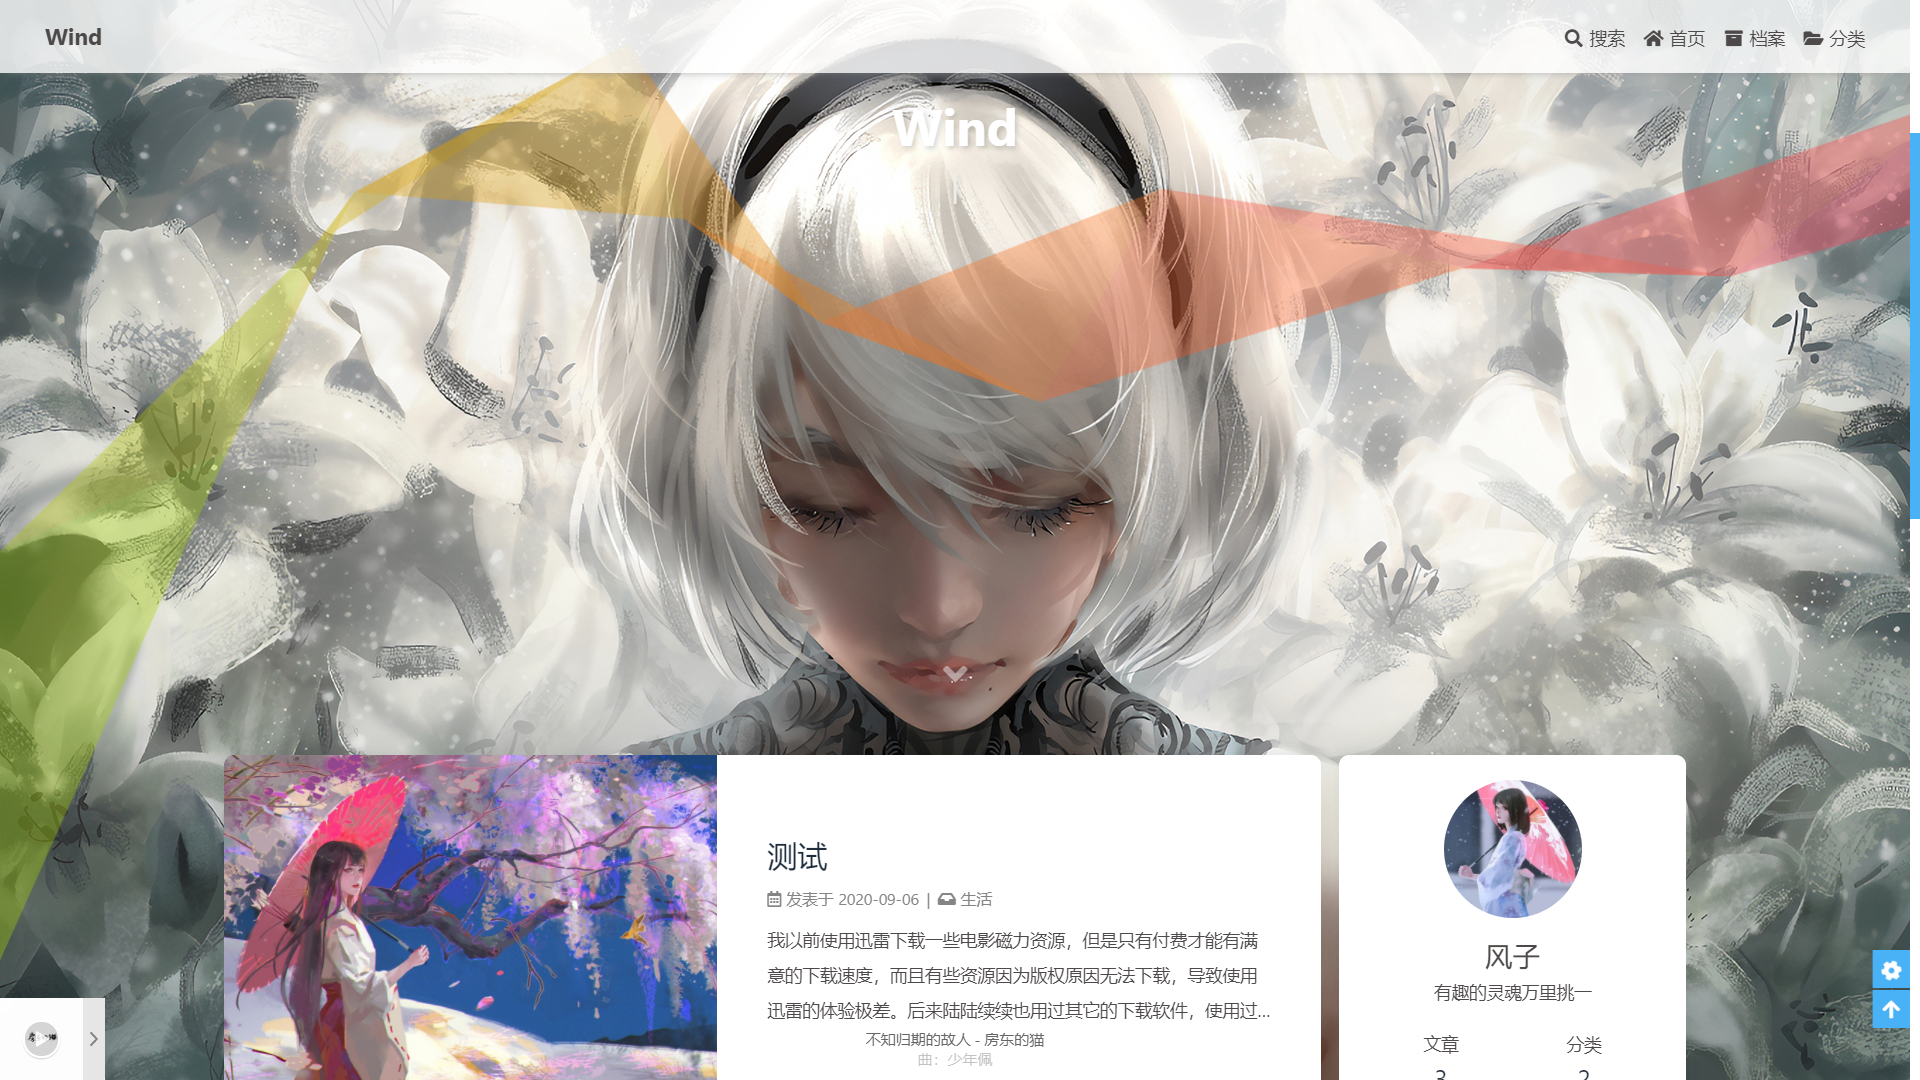 Wind
搜索 首页 档案 分类
Wind
测试
发表于 2020-09-06 | 生活
我以前使用迅雷下载一些电影磁力资源，但是只有付费才能有满
意的下载速度，而且有些资源因为版权原因无法下载，导致使用
迅雷的体验极差。后来陆陆续续也用过其它的下载软件，使用过...
不知归期的故人 - 房东的猫
曲：少年佩
风子
有趣的灵魂万里挑一
文章 分类
3 2